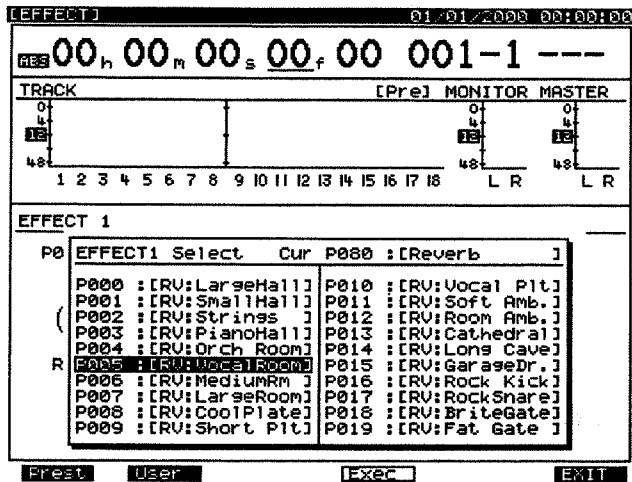 [EFFECT] 01/01/2000 00:00:00
ABS 00h 00m 00s 00f 00 001-1 ---
TRACK [Pre] MONITOR MASTER
0 0 0
4 4 4
12 12 12
48 48 48
1 2 3 4 5 6 7 8 9 10 11 12 13 14 15 16 17 18 L R L R
EFFECT 1
P0 EFFECT1 Select Cur P080 :[Reverb ]
P000 :[RV:LargeHall] P010 :[RV:Vocal Plt]
P001 :[RV:SmallHall] P011 :[RV:Soft Amb.]
( P002 :[RV:Strings ] P012 :[RV:Room Amb.]
P003 :[RV:PianoHall] P013 :[RV:Cathedral]
P004 :[RV:Orch Room] P014 :[RV:Long Cave]
R P005 :[RV:VocalRoom] P015 :[RV:GarageDr.]
P006 :[RV:MediumRm ] P016 :[RV:Rock Kick]
P007 :[RV:LargeRoom] P017 :[RV:RockSnare]
P008 :[RV:CoolPlate] P018 :[RV:BriteGate]
P009 :[RV:Short Plt] P019 :[RV:Fat Gate ]
Prest User Exec EXIT